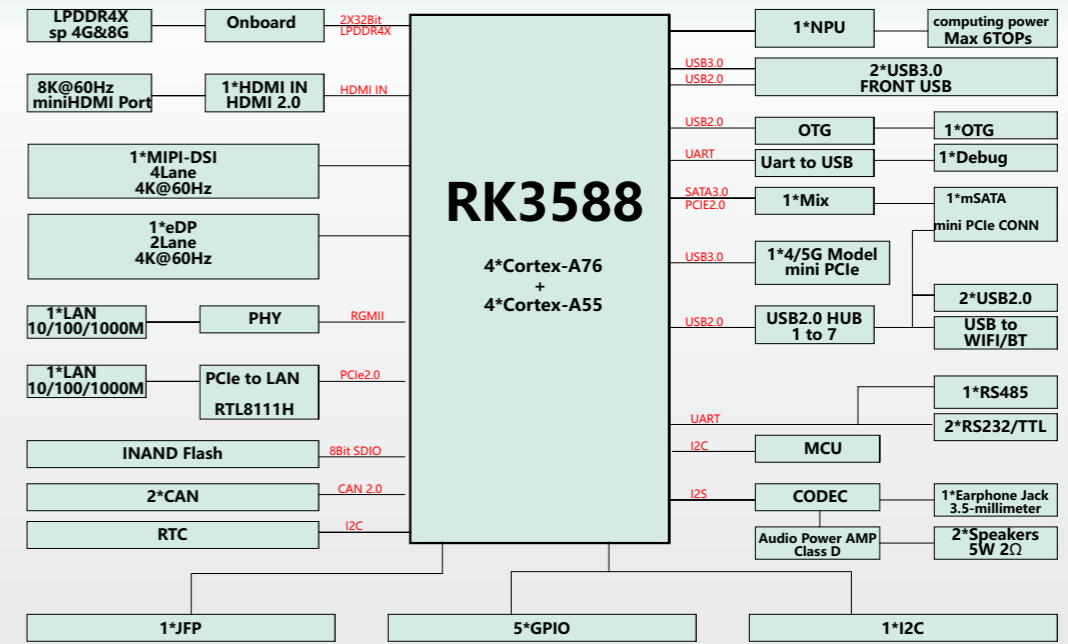 LPDDR4X
sp 4G&8G
Onboard
2X32Bit
LPDDR4X
8K@60Hz
miniHDMI Port
1*HDMI IN
HDMI 2.0
HDMI IN
1*MIPI-DSI
4Lane
4K@60Hz
1*eDP
2Lane
4K@60Hz
1*LAN
10/100/1000M
PHY
RGMII
1*LAN
10/100/1000M
PCIe to LAN
RTL8111H
PCIe2.0
INAND Flash
8Bit SDIO
2*CAN
CAN 2.0
RTC
I2C
RK3588
4*Cortex-A76
+
4*Cortex-A55
1*NPU
computing power
Max 6TOPs
USB3.0
USB2.0
2*USB3.0
FRONT USB
USB2.0
OTG
1*OTG
UART
Uart to USB
1*Debug
SATA3.0
PCIE2.0
1*Mix
1*mSATA
mini PCIe CONN
USB3.0
1*4/5G Model
mini PCIe
USB2.0
USB2.0 HUB
1 to 7
2*USB2.0
USB to
WIFI/BT
UART
1*RS485
2*RS232/TTL
I2C
MCU
I2S
CODEC
1*Earphone Jack
3.5-millimeter
Audio Power AMP
Class D
2*Speakers
5W 2Ω
1*JFP
5*GPIO
1*I2C